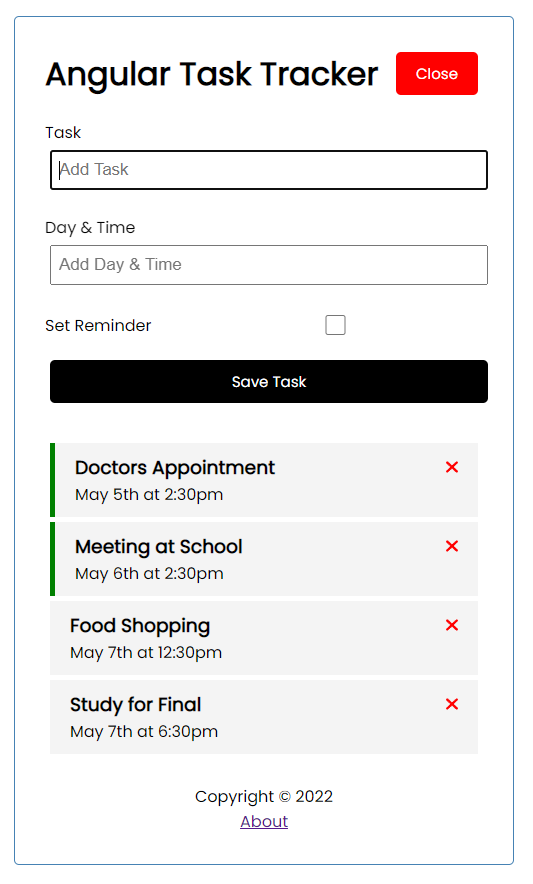 Angular Task Tracker Close
Task
Add Task
Day & Time
Add Day & Time
Set Reminder
Save Task
Doctors Appointment
May 5th at 2:30pm
Meeting at School
May 6th at 2:30pm
Food Shopping
May 7th at 12:30pm
Study for Final
May 7th at 6:30pm
Copyright © 2022
About